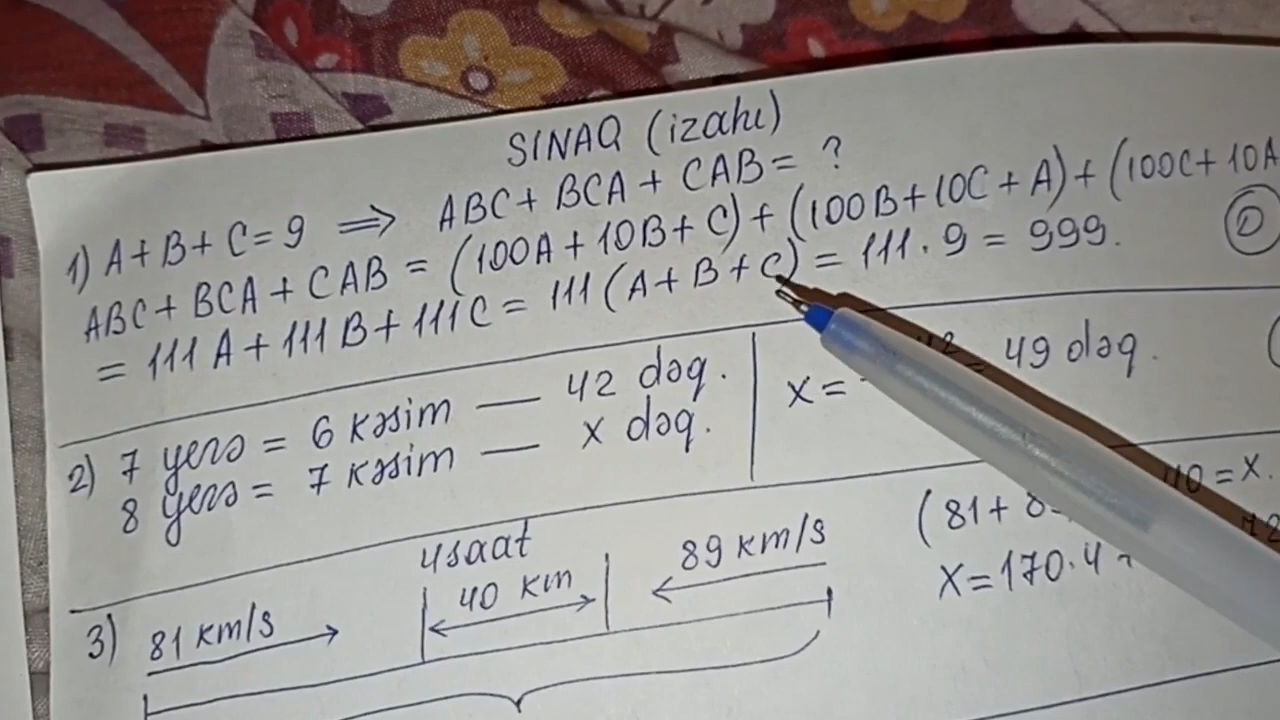 SINAQ (izahı)
1) A+B+C=9 ⟹ ABC+BCA+CAB= ?
ABC+BCA+CAB = (100A+10B+C)+(100B+10C+A)+(100C+10A
= 111A+111B+111C = 111(A+B+C) = 111·9 = 999. D
2) 7 yerə = 6 kəsim — 42 dəq.
8 yerə = 7 kəsim — x dəq.
x= 49 dəq.
3) 81 km/s
4saat
40 km
89 km/s
(81+8 40=x.
x=170·4